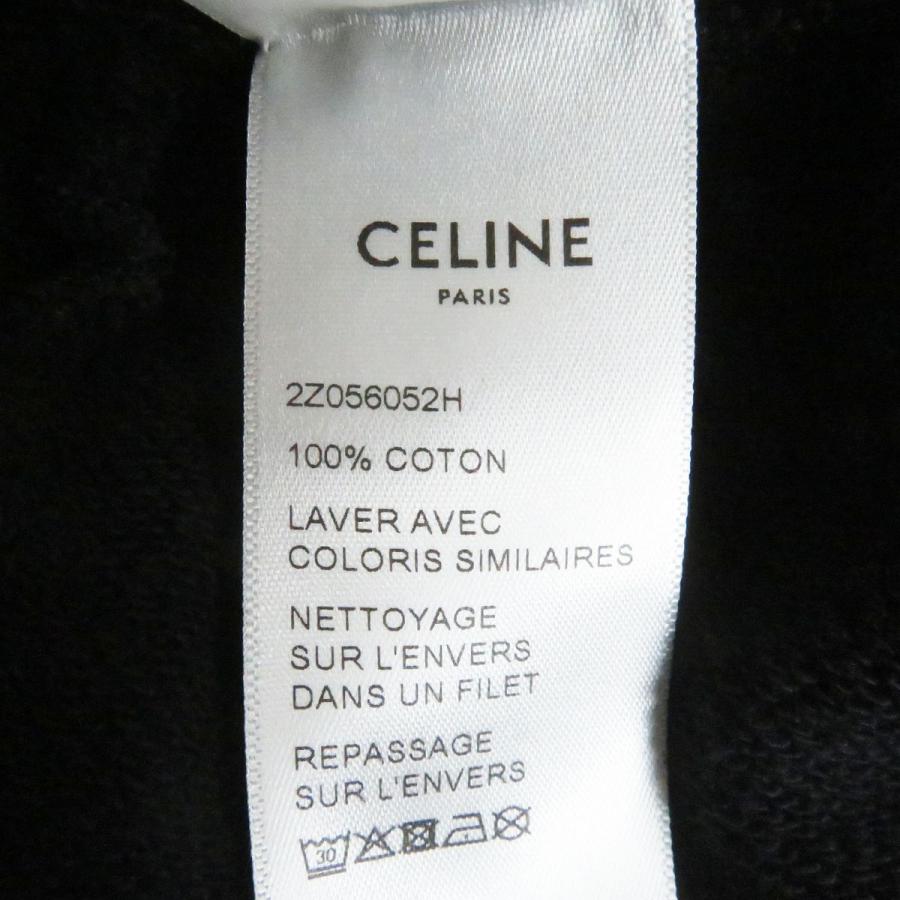 CELINE
PARIS
2Z056052H
100% COTON
LAVER AVEC
COLORIS SIMILAIRES
NETTOYAGE
SUR L'ENVERS
DANS UN FILET
REPASSAGE
SUR L'ENVERS
30